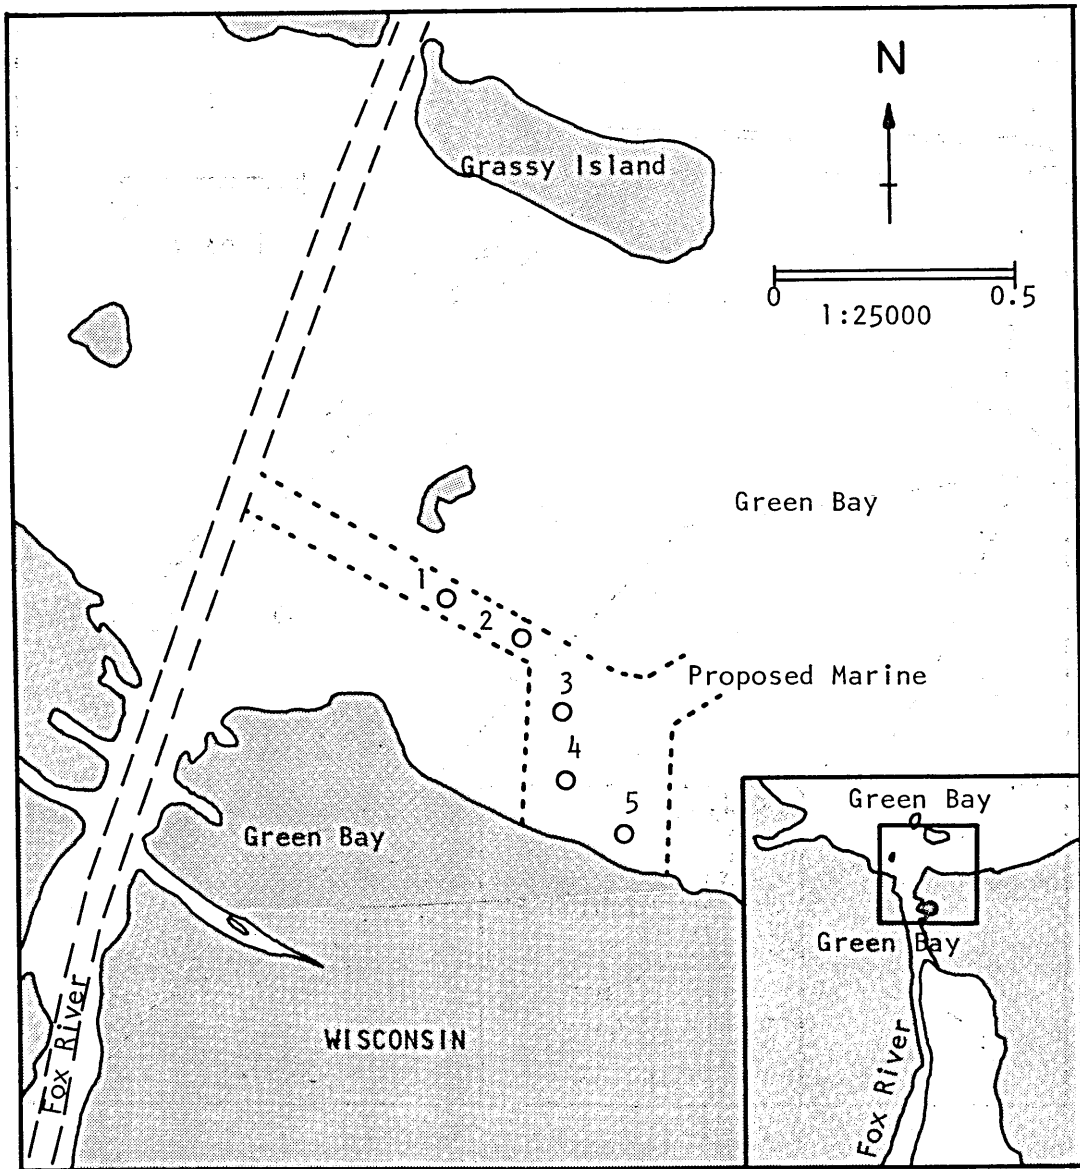 N
Grassy Island
0 0.5
1:25000
Green Bay
1
2
3
Proposed Marine
4
5
Green Bay
Green Bay
Green Bay
Fox River
WISCONSIN
Fox River